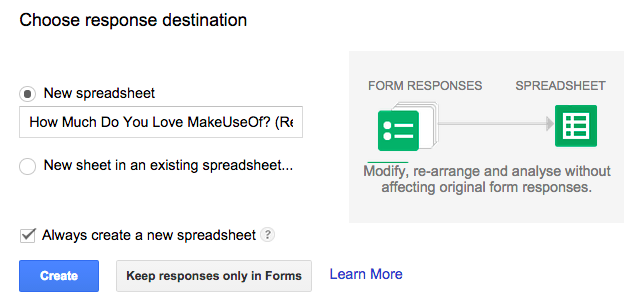 Choose response destination
New spreadsheet
How Much Do You Love MakeUseOf? (Re
New sheet in an existing spreadsheet...
Always create a new spreadsheet ?
Create
Keep responses only in Forms
Learn More
FORM RESPONSES
SPREADSHEET
Modify, re-arrange and analyse without
affecting original form responses.